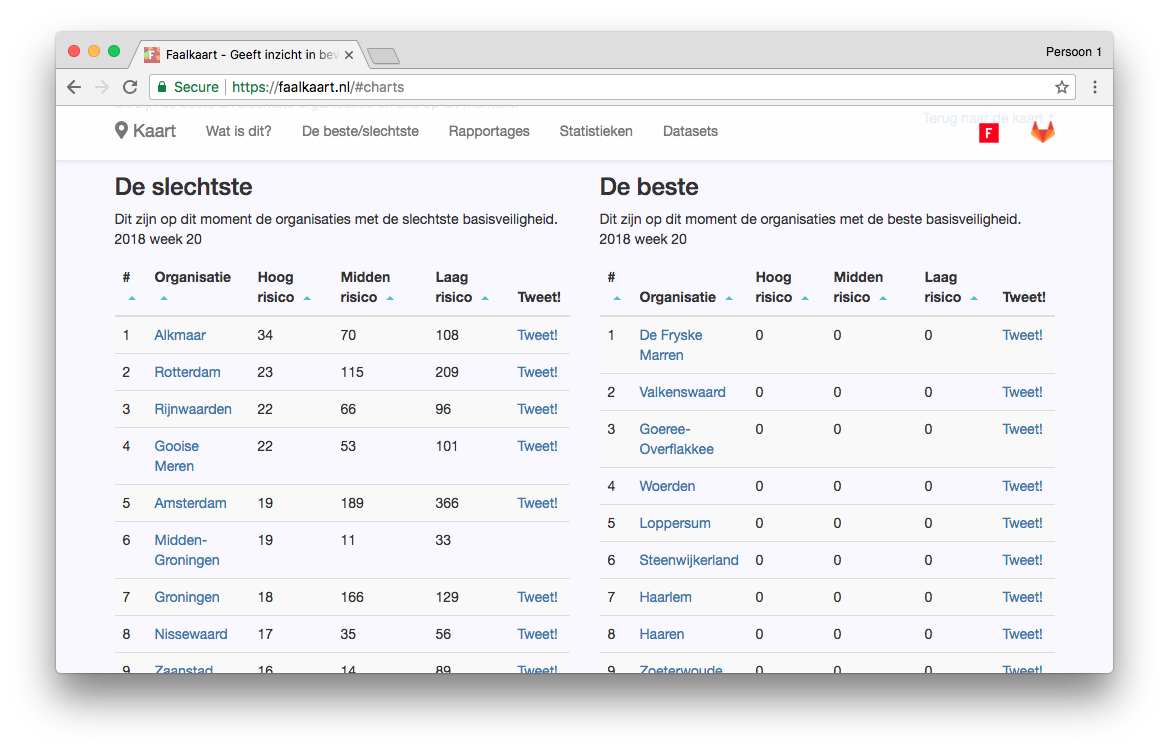 Faalkaart - Geeft inzicht in bev
Persoon 1
Secure https://faalkaart.nl/#charts
Terug naar de kaart
Kaart Wat is dit? De beste/slechtste Rapportages Statistieken Datasets F
De slechtste
Dit zijn op dit moment de organisaties met de slechtste basisveiligheid.
2018 week 20
# Organisatie Hoog risico Midden risico Laag risico Tweet!
1 Alkmaar 34 70 108 Tweet!
2 Rotterdam 23 115 209 Tweet!
3 Rijnwaarden 22 66 96 Tweet!
4 Gooise Meren 22 53 101 Tweet!
5 Amsterdam 19 189 366 Tweet!
6 Midden-Groningen 19 11 33
7 Groningen 18 166 129 Tweet!
8 Nissewaard 17 35 56 Tweet!
9 Zaanstad 16 14 89 Tweet!
De beste
Dit zijn op dit moment de organisaties met de beste basisveiligheid.
2018 week 20
# Organisatie Hoog risico Midden risico Laag risico Tweet!
1 De Fryske Marren 0 0 0 Tweet!
2 Valkenswaard 0 0 0 Tweet!
3 Goeree-Overflakkee 0 0 0 Tweet!
4 Woerden 0 0 0 Tweet!
5 Loppersum 0 0 0 Tweet!
6 Steenwijkerland 0 0 0 Tweet!
7 Haarlem 0 0 0 Tweet!
8 Haaren 0 0 0 Tweet!
9 Zoeterwoude 0 0 0 Tweet!